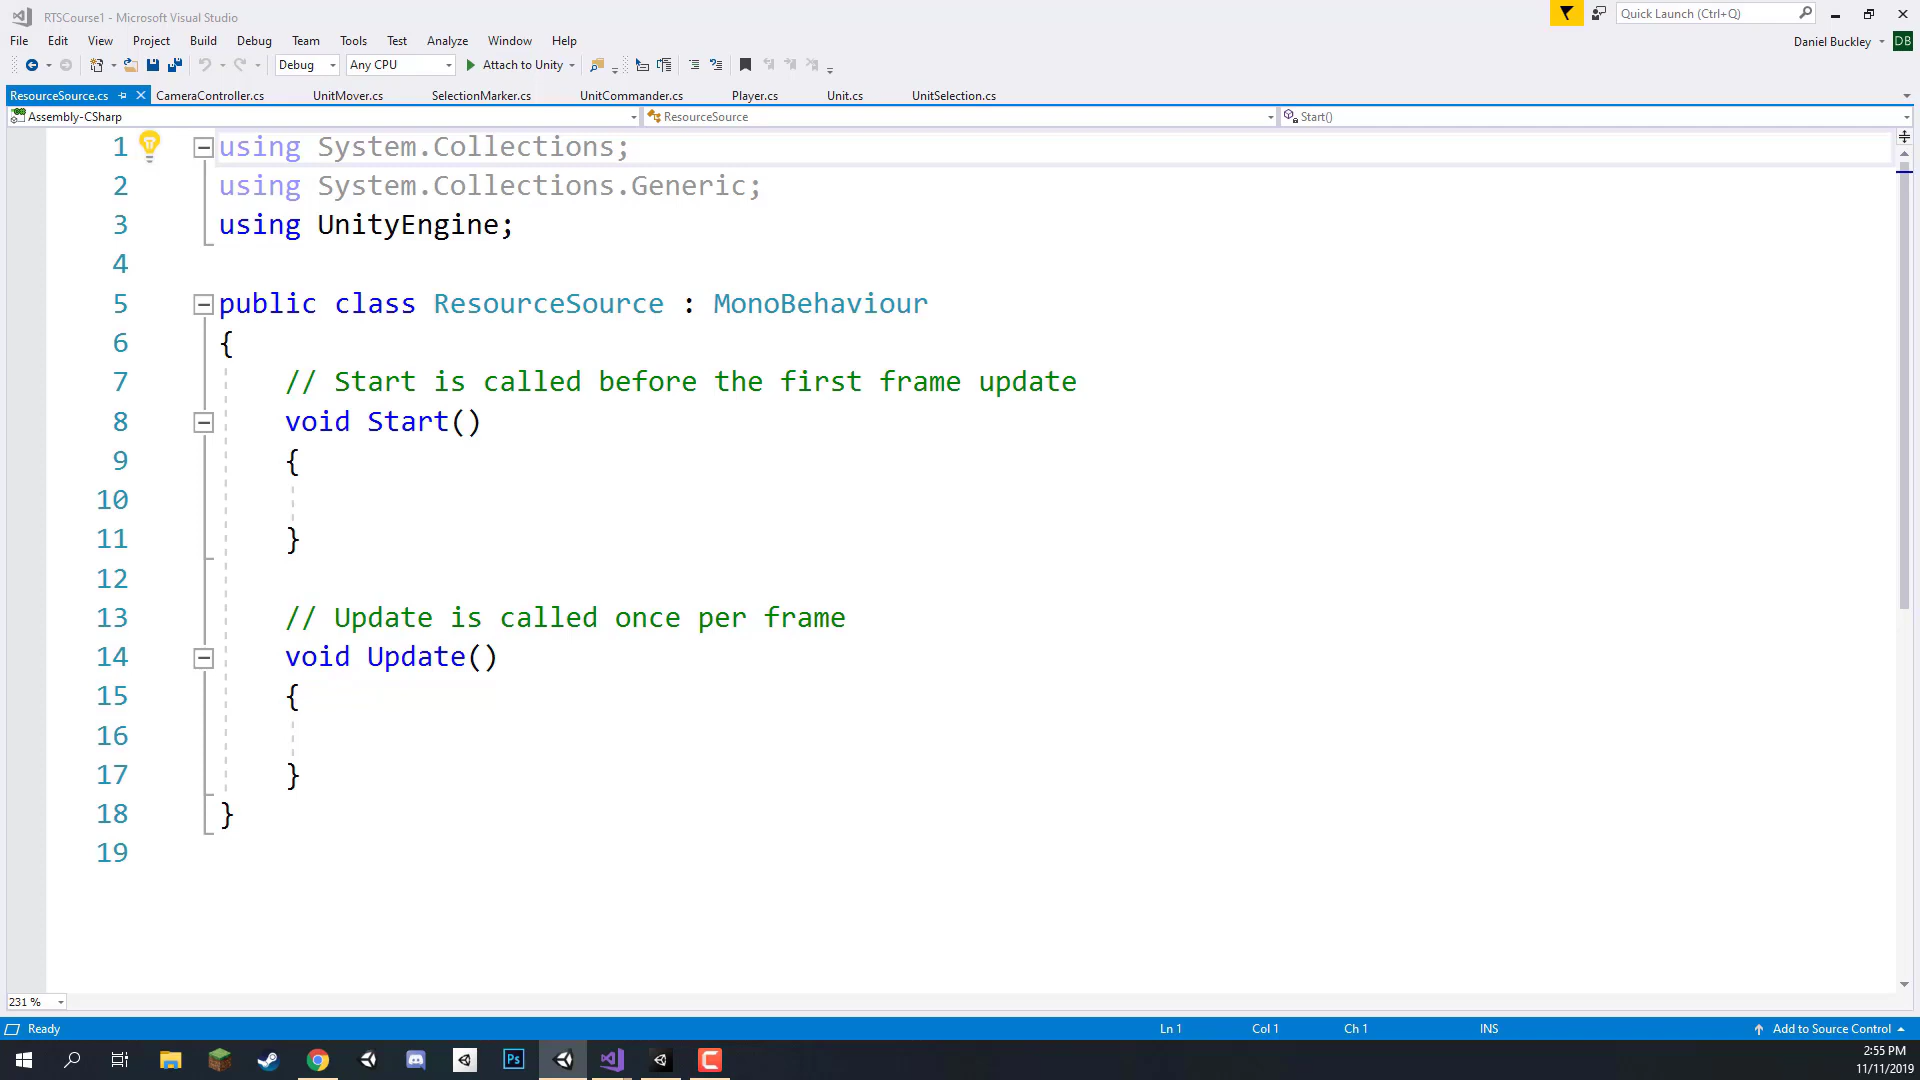 RTSCourse1 - Microsoft Visual Studio
Quick Launch (Ctrl+Q)
File Edit View Project Build Debug Team Tools Test Analyze Window Help
Daniel Buckley DB
Debug Any CPU Attach to Unity
ResourceSource.cs CameraController.cs UnitMover.cs SelectionMarker.cs UnitCommander.cs Player.cs Unit.cs UnitSelection.cs
Assembly-CSharp ResourceSource Start()
1 using System.Collections;
2 using System.Collections.Generic;
3 using UnityEngine;
4
5 public class ResourceSource : MonoBehaviour
6 {
7 // Start is called before the first frame update
8 void Start()
9 {
10
11 }
12
13 // Update is called once per frame
14 void Update()
15 {
16
17 }
18 }
19
231 %
Ready Ln 1 Col 1 Ch 1 INS Add to Source Control
Ps
2:55 PM
11/11/2019